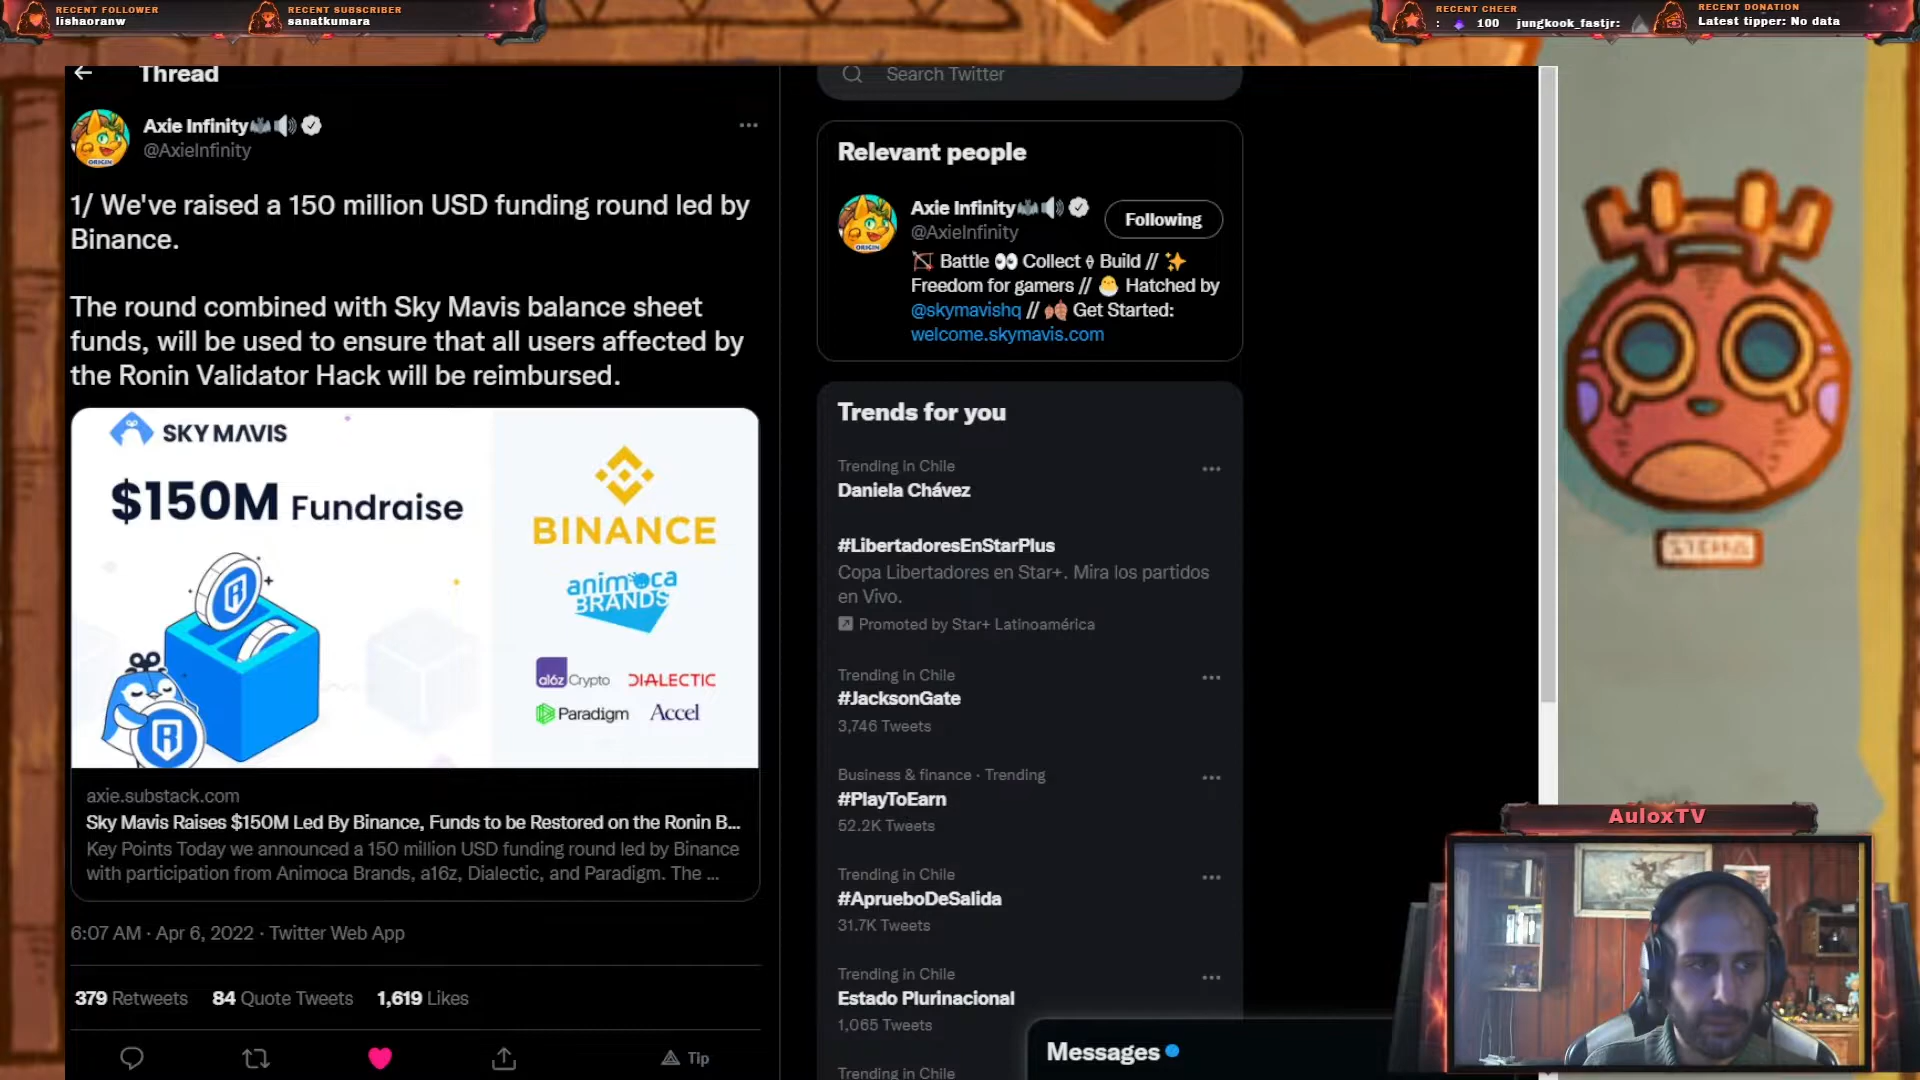 RECENT FOLLOWER
lishaoranw
RECENT SUBSCRIBER
sanatkumara
RECENT CHEER
: 100 jungkook_fastjr:
RECENT DONATION
Latest tipper: No data
Thread
Axie Infinity
@AxieInfinity
ORIGIN
1/ We've raised a 150 million USD funding round led by
Binance.
The round combined with Sky Mavis balance sheet
funds, will be used to ensure that all users affected by
the Ronin Validator Hack will be reimbursed.
SKY MAVIS
$150M Fundraise
BINANCE
animoca
BRANDS
a16z Crypto
DIALECTIC
Paradigm
Accel
axie.substack.com
Sky Mavis Raises $150M Led By Binance, Funds to be Restored on the Ronin B...
Key Points Today we announced a 150 million USD funding round led by Binance
with participation from Animoca Brands, a16z, Dialectic, and Paradigm. The ...
6:07 AM · Apr 6, 2022 · Twitter Web App
379 Retweets 84 Quote Tweets 1,619 Likes
Tip
Search Twitter
Relevant people
Axie Infinity
@AxieInfinity
Following
ORIGIN
Battle Collect Build //
Freedom for gamers // Hatched by
@skymavishq // Get Started:
welcome.skymavis.com
Trends for you
Trending in Chile
Daniela Chávez
#LibertadoresEnStarPlus
Copa Libertadores en Star+. Mira los partidos
en Vivo.
Promoted by Star+ Latinoamérica
Trending in Chile
#JacksonGate
3,746 Tweets
Business & finance · Trending
#PlayToEarn
52.2K Tweets
Trending in Chile
#AprueboDeSalida
31.7K Tweets
Trending in Chile
Estado Plurinacional
1,065 Tweets
Trending in Chile
Messages
AuloxTV